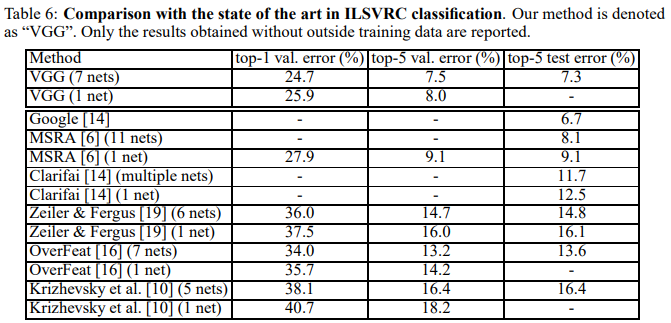 Table 6: Comparison with the state of the art in ILSVRC classification. Our method is denoted
as “VGG”. Only the results obtained without outside training data are reported.
Method top-1 val. error (%) top-5 val. error (%) top-5 test error (%)
VGG (7 nets) 24.7 7.5 7.3
VGG (1 net) 25.9 8.0 -
Google [14] - - 6.7
MSRA [6] (11 nets) - - 8.1
MSRA [6] (1 net) 27.9 9.1 9.1
Clarifai [14] (multiple nets) - - 11.7
Clarifai [14] (1 net) - - 12.5
Zeiler & Fergus [19] (6 nets) 36.0 14.7 14.8
Zeiler & Fergus [19] (1 net) 37.5 16.0 16.1
OverFeat [16] (7 nets) 34.0 13.2 13.6
OverFeat [16] (1 net) 35.7 14.2 -
Krizhevsky et al. [10] (5 nets) 38.1 16.4 16.4
Krizhevsky et al. [10] (1 net) 40.7 18.2 -